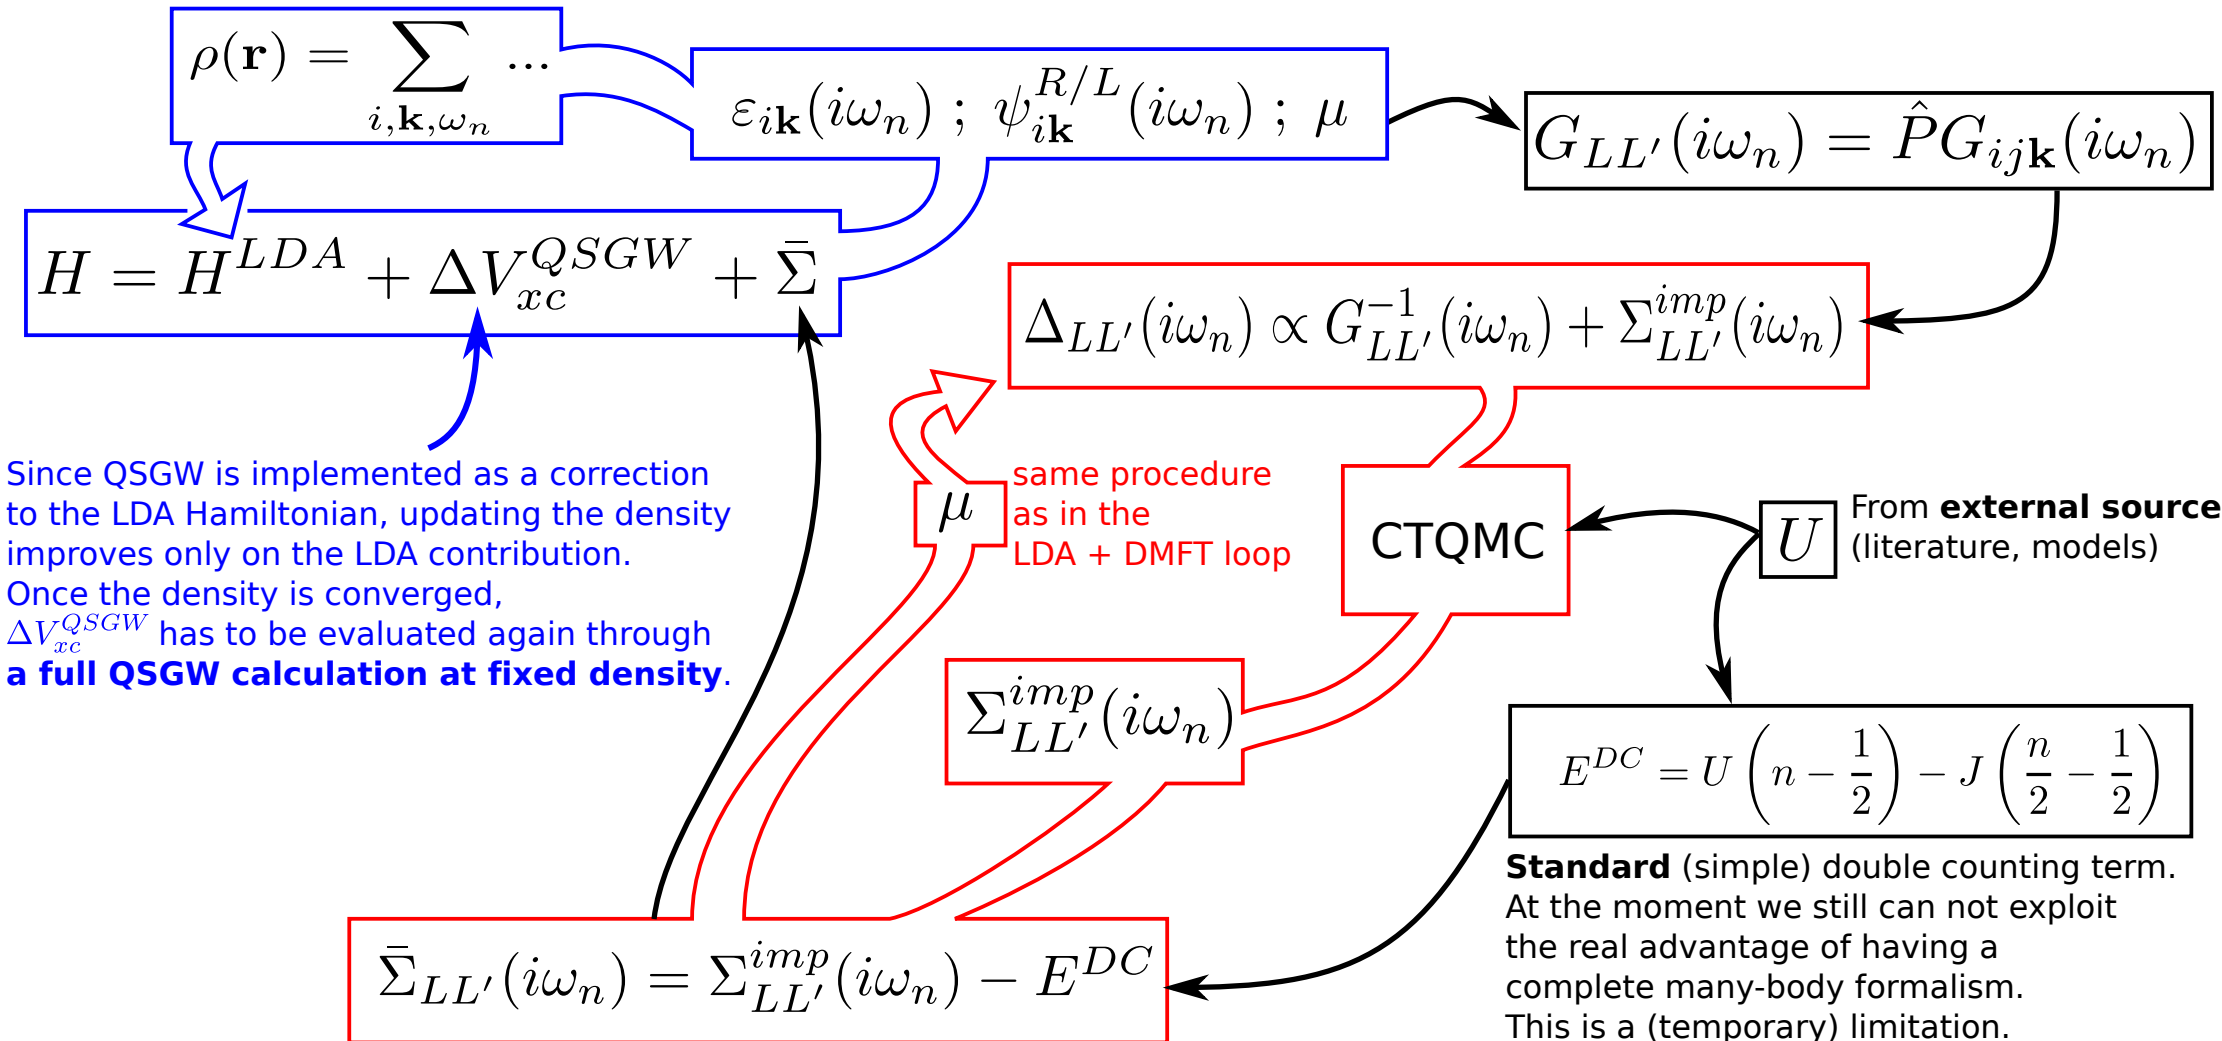 ρ(r) = ∑_{i,k,ω_n} ...
ε_{ik}(iω_n) ; ψ_{ik}^{R/L}(iω_n) ; μ
G_{LL'}(iω_n) = P̂G_{ijk}(iω_n)
H = H^{LDA} + ΔV_{xc}^{QSGW} + Σ̄
Δ_{LL'}(iω_n) ∝ G_{LL'}^{-1}(iω_n) + Σ_{LL'}^{imp}(iω_n)
Since QSGW is implemented as a correction
to the LDA Hamiltonian, updating the density
improves only on the LDA contribution.
Once the density is converged,
ΔV_{xc}^{QSGW} has to be evaluated again through
a full QSGW calculation at fixed density.
μ
same procedure
as in the
LDA + DMFT loop
CTQMC
U
From external source
(literature, models)
Σ_{LL'}^{imp}(iω_n)
E^{DC} = U (n − 1/2) − J (n/2 − 1/2)
Standard (simple) double counting term.
At the moment we still can not exploit
the real advantage of having a
complete many-body formalism.
This is a (temporary) limitation.
Σ̄_{LL'}(iω_n) = Σ_{LL'}^{imp}(iω_n) − E^{DC}